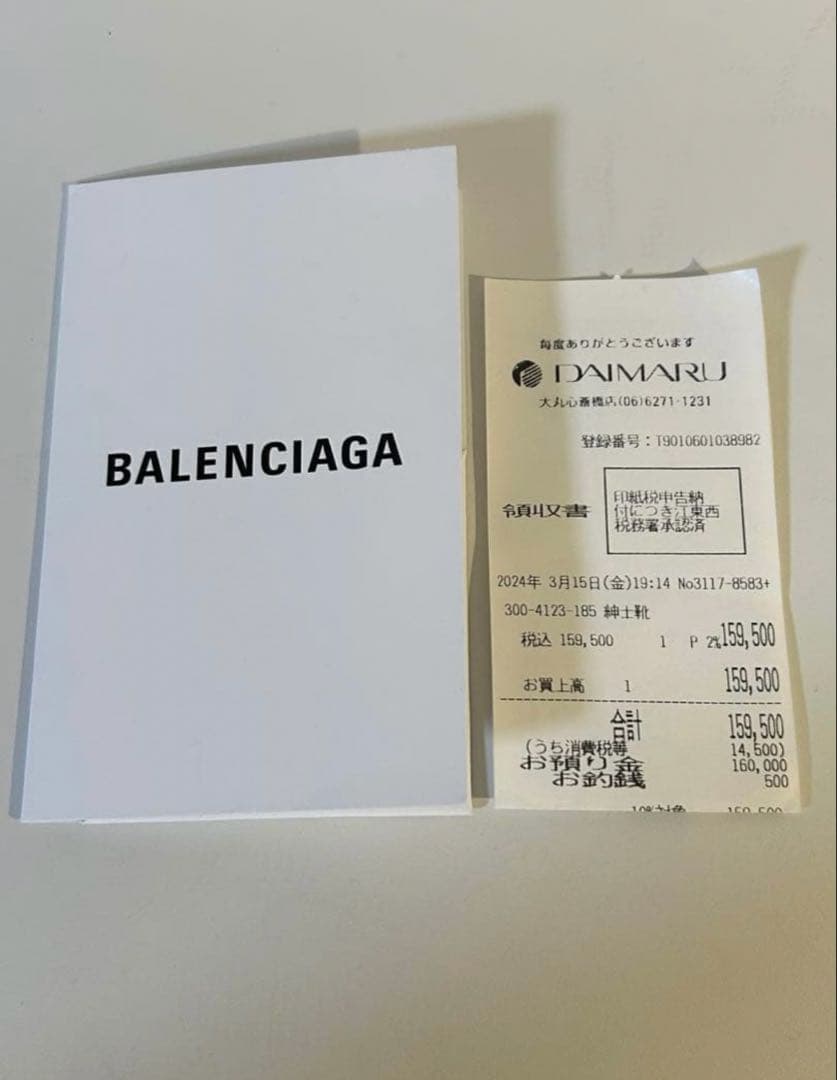 BALENCIAGA
毎度ありがとうございます
DAIMARU
大丸心斎橋店(06)6271-1231
登録番号:T9010601038982
領収書
印紙税申告納
付につき江東西
税務署承認済
2024年 3月15日(金)19:14 No3117-8583+
300-4123-185 紳士靴
税込 159,500 1 P 2% 159,500
お買上高 1 159,500
合計 159,500
(うち消費税等 14,500)
お預り金 160,000
お釣銭 500
10%対象 159,500